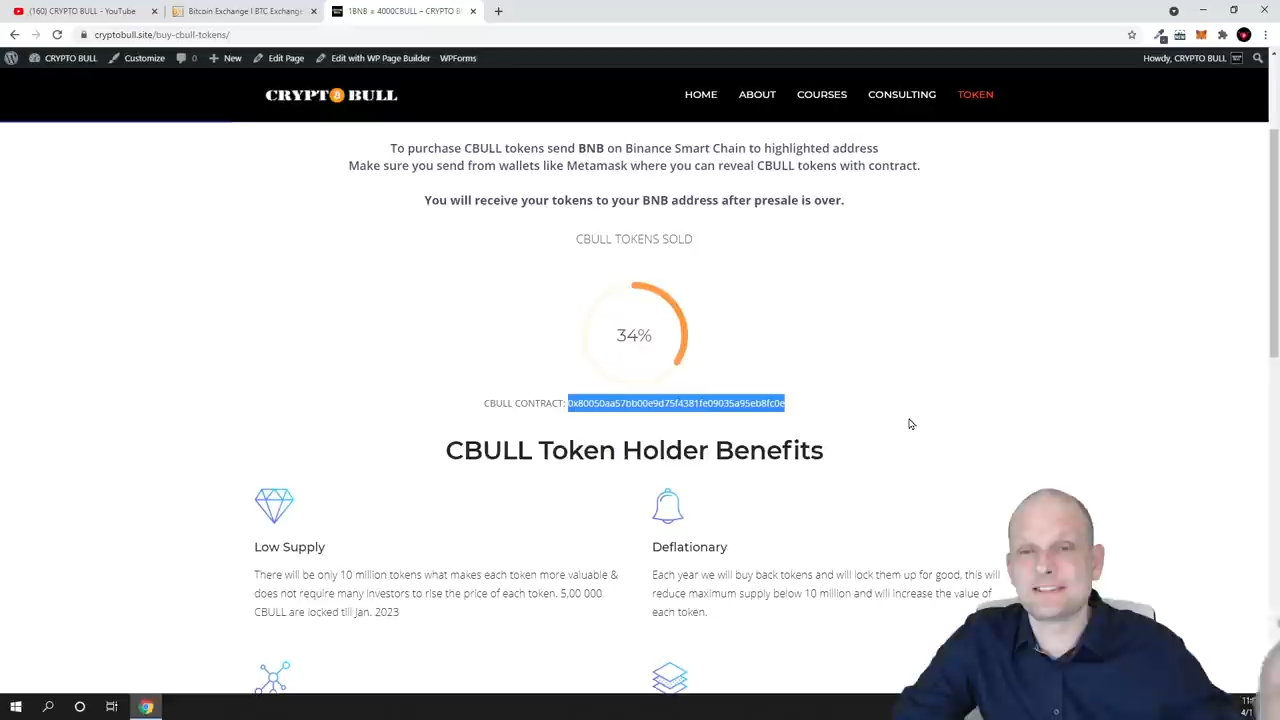 (160) CRYPTO BULL - YouTube
Bitcoin Exchange | BTC Exchange
1BNB = 4000CBULL – CRYPTO B
cryptobull.site/buy-cbull-tokens/
CRYPTO BULL
Customize
0
New
Edit Page
Edit with WP Page Builder
WPForms
Howdy, CRYPTO BULL
CRYPTO BULL
HOME
ABOUT
COURSES
CONSULTING
TOKEN
To purchase CBULL tokens send BNB on Binance Smart Chain to highlighted address
Make sure you send from wallets like Metamask where you can reveal CBULL tokens with contract.
You will receive your tokens to your BNB address after presale is over.
CBULL TOKENS SOLD
34%
CBULL CONTRACT: 0x80050aa57bb00e9d75f4381fe09035a95eb8fc0e
CBULL Token Holder Benefits
Low Supply
There will be only 10 million tokens what makes each token more valuable &
does not require many investors to rise the price of each token. 5,00 000
CBULL are locked till Jan. 2023
Deflationary
Each year we will buy back tokens and will lock them up for good, this will
reduce maximum supply below 10 million and will increase the value of
each token.